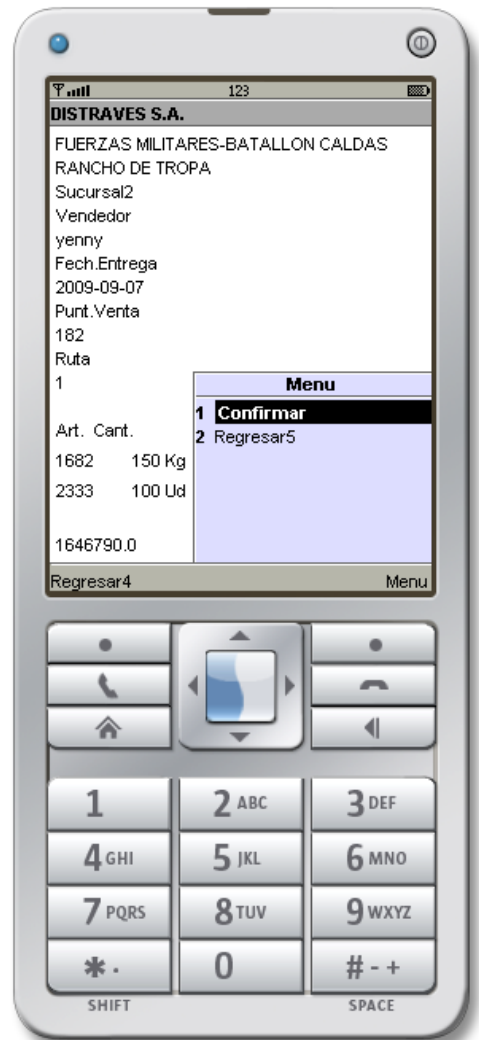 123
DISTRAVES S.A.
FUERZAS MILITARES-BATALLON CALDAS
RANCHO DE TROPA
Sucursal2
Vendedor
yenny
Fech.Entrega
2009-09-07
Punt.Venta
182
Ruta
1
Art. Cant.
1682 150 Kg
2333 100 Ud
1646790.0
Menu
1 Confirmar
2 Regresar5
Regresar4 Menu
1 2 ABC 3 DEF
4 GHI 5 JKL 6 MNO
7 PQRS 8 TUV 9 WXYZ
* . 0 # - +
SHIFT SPACE